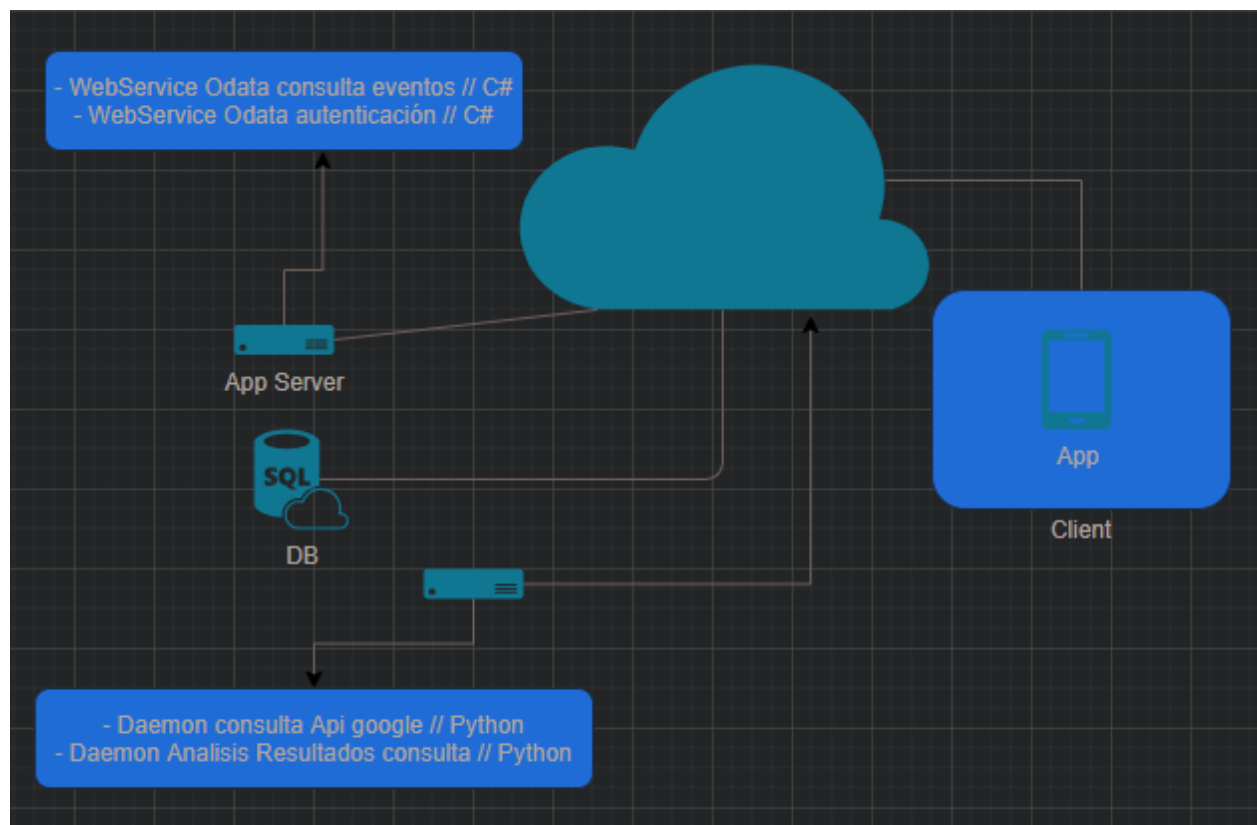 - WebService Odata consulta eventos // C#
- WebService Odata autenticación // C#
App Server
SQL
DB
App
Client
- Daemon consulta Api google // Python
- Daemon Analisis Resultados consulta // Python